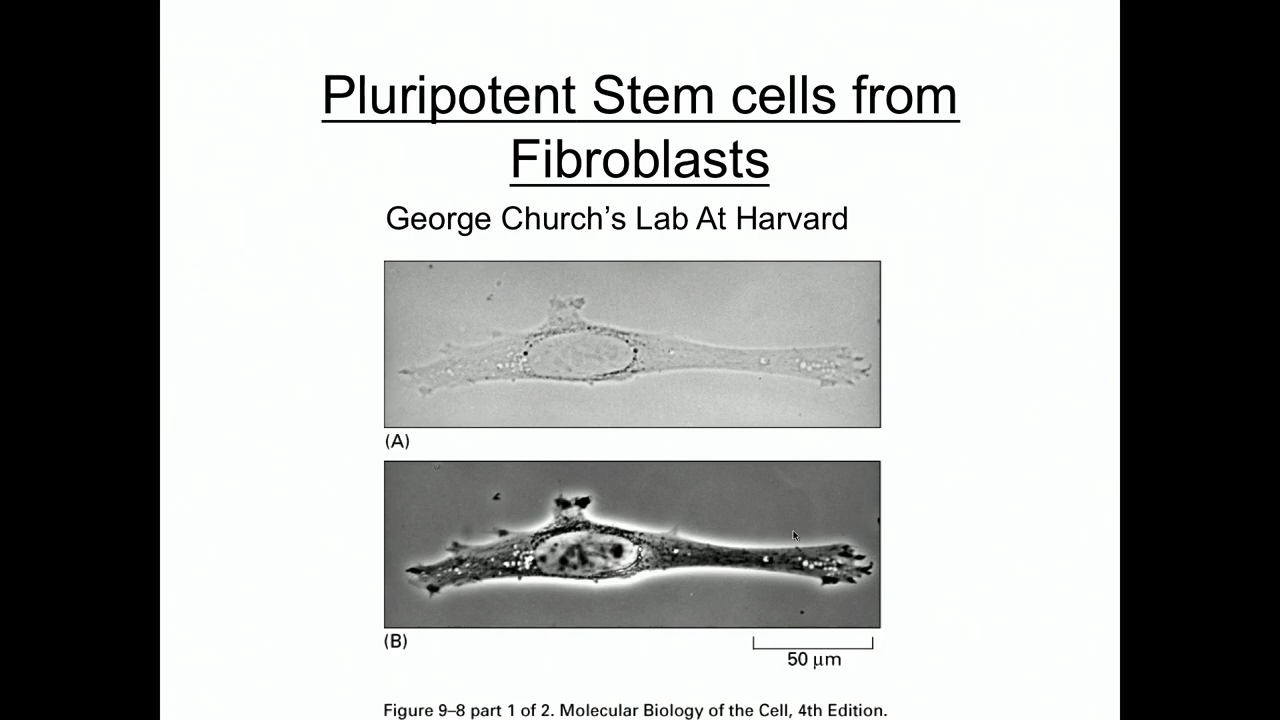 Pluripotent Stem cells from
Fibroblasts
George Church’s Lab At Harvard
(A)
(B)
50 µm
Figure 9–8 part 1 of 2. Molecular Biology of the Cell, 4th Edition.